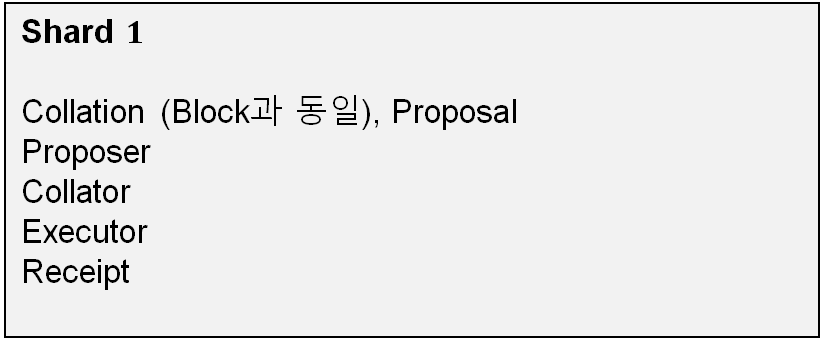 Shard 1
Collation (Block과 동일), Proposal
Proposer
Collator
Executor
Receipt